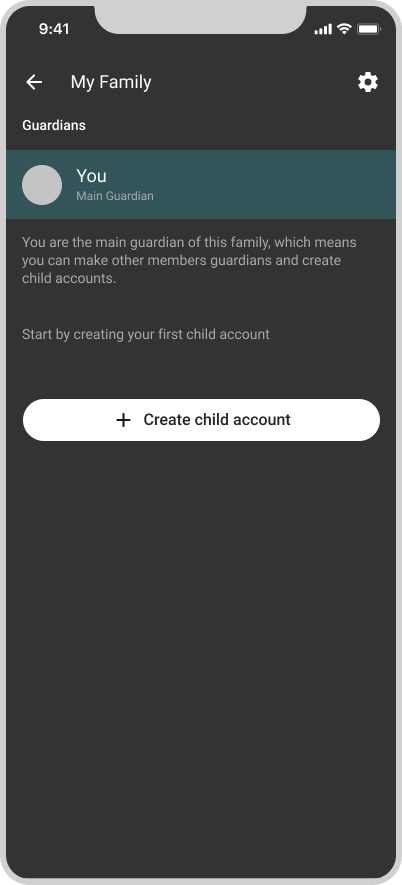 9:41
My Family
Guardians
You
Main Guardian
You are the main guardian of this family, which means
you can make other members guardians and create
child accounts.
Start by creating your first child account
Create child account